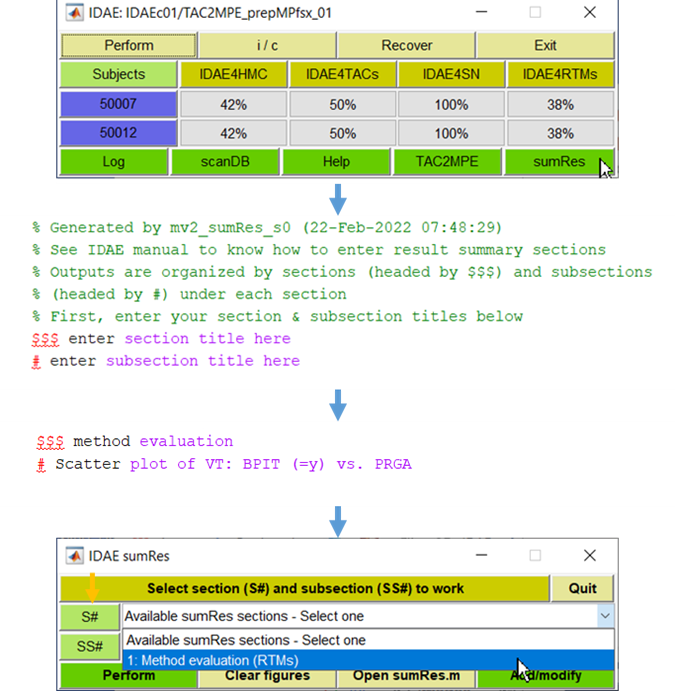 IDAE: IDAEc01/TAC2MPE_prepMPfsx_01
Perform i / c Recover Exit
Subjects IDAE4HMC IDAE4TACs IDAE4SN IDAE4RTMs
50007 42% 50% 100% 38%
50012 42% 50% 100% 38%
Log scanDB Help TAC2MPE sumRes
% Generated by mv2_sumRes_s0 (22-Feb-2022 07:48:29)
% See IDAE manual to know how to enter result summary sections
% Outputs are organized by sections (headed by $$$) and subsections
% (headed by #) under each section
% First, enter your section & subsection titles below
$$$ enter section title here
# enter subsection title here
$$$ method evaluation
# Scatter plot of VT: BPIT (=y) vs. PRGA
IDAE sumRes
Select section (S#) and subsection (SS#) to work Quit
S# Available sumRes sections - Select one
SS# Available sumRes sections - Select one
1: Method evaluation (RTMs)
Perform Clear figures Open sumRes.m Add/modify